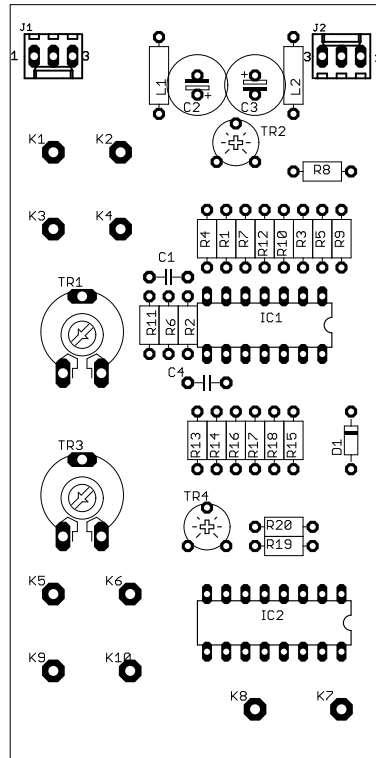 J1
J2
1 3
3 1
L1
C2
+
+
C3
L2
K1
K2
TR2
R8
K3
K4
R4
R1
R7
R12
R10
R3
R5
R9
C1
TR1
R11
R6
R2
IC1
C4
R13
R14
R16
R17
R18
R15
D1
TR3
TR4
R20
R19
K5
K6
IC2
K9
K10
K8
K7